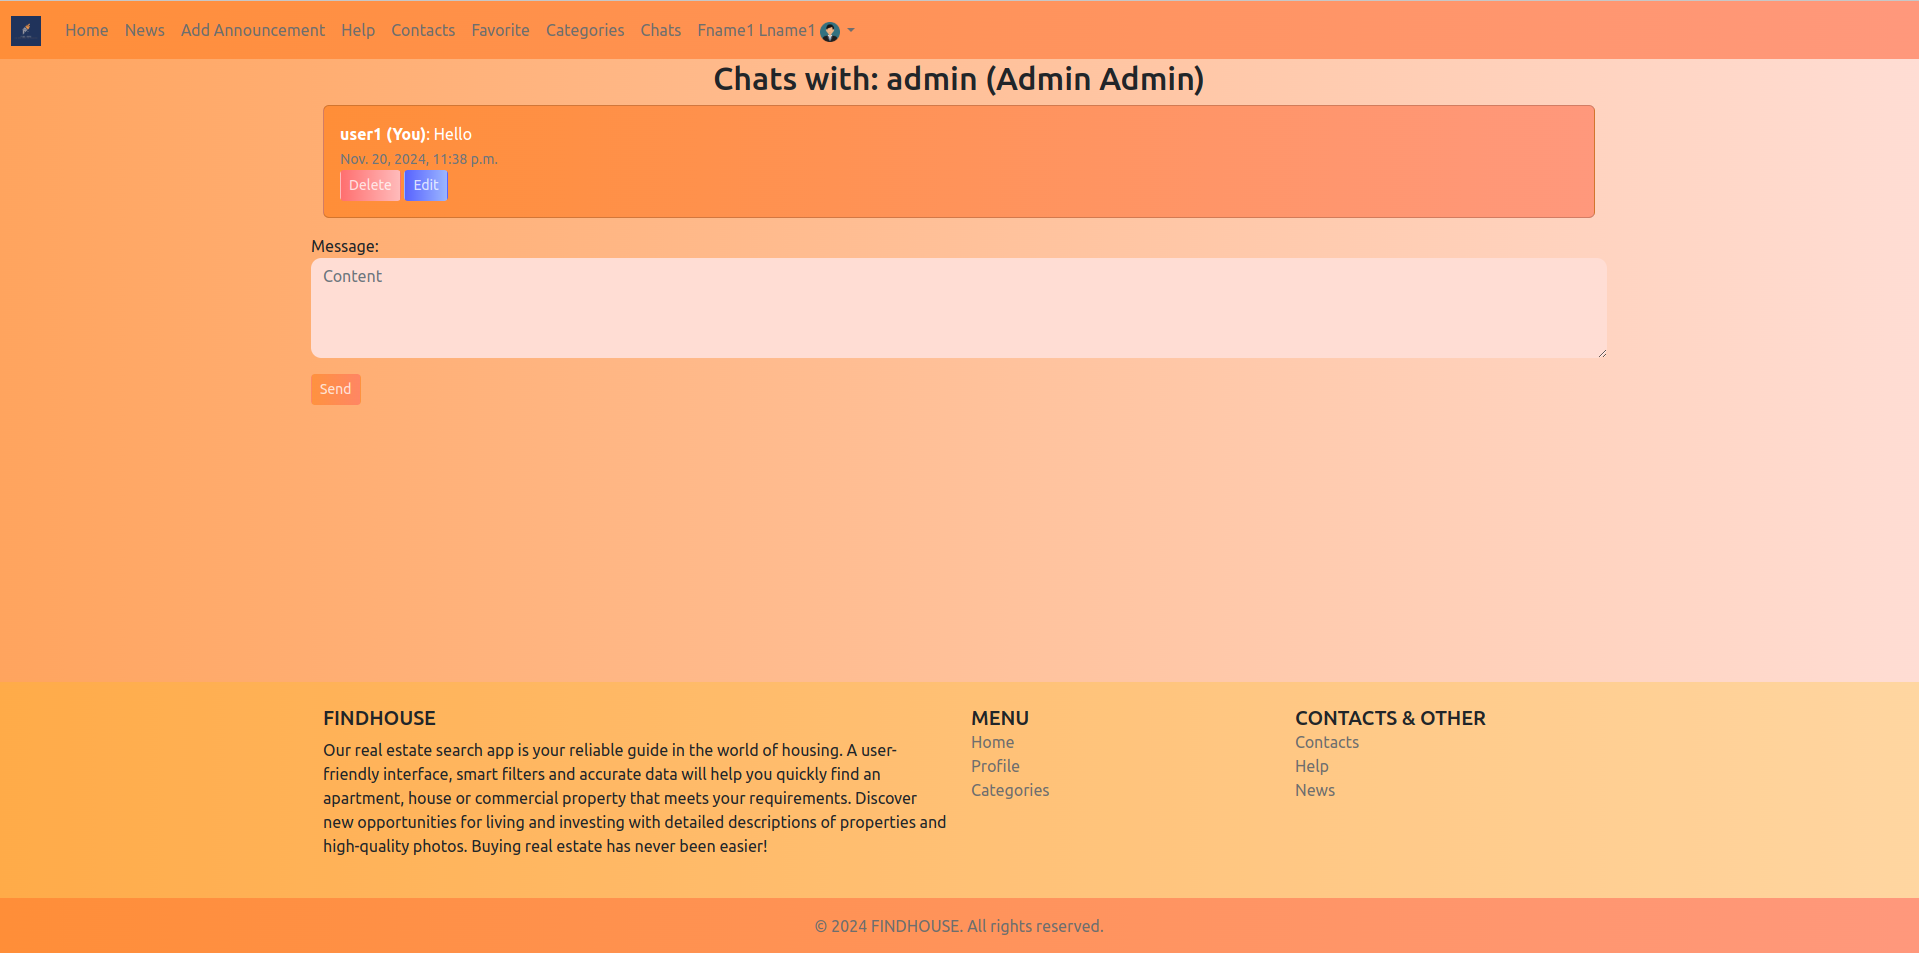 Home News Add Announcement Help Contacts Favorite Categories Chats Fname1 Lname1
Chats with: admin (Admin Admin)
user1 (You): Hello
Nov. 20, 2024, 11:38 p.m.
Delete Edit
Message:
Content
Send
FINDHOUSE
Our real estate search app is your reliable guide in the world of housing. A user-
friendly interface, smart filters and accurate data will help you quickly find an
apartment, house or commercial property that meets your requirements. Discover
new opportunities for living and investing with detailed descriptions of properties and
high-quality photos. Buying real estate has never been easier!
MENU
Home
Profile
Categories
CONTACTS & OTHER
Contacts
Help
News
© 2024 FINDHOUSE. All rights reserved.